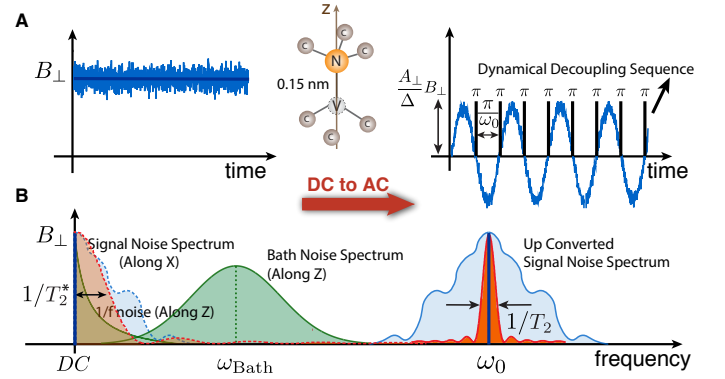 A
B⊥
time
z
c
c
c
N
0.15 nm
V
c
c
c
A⊥/Δ B⊥
Dynamical Decoupling Sequence
π π π π π π π π
π/ω₀
time
DC to AC
B
B⊥
Signal Noise Spectrum
(Along X)
1/T₂*
1/f noise (Along Z)
Bath Noise Spectrum
(Along Z)
Up Converted
Signal Noise Spectrum
1/T₂
DC
ω_Bath
ω₀
frequency